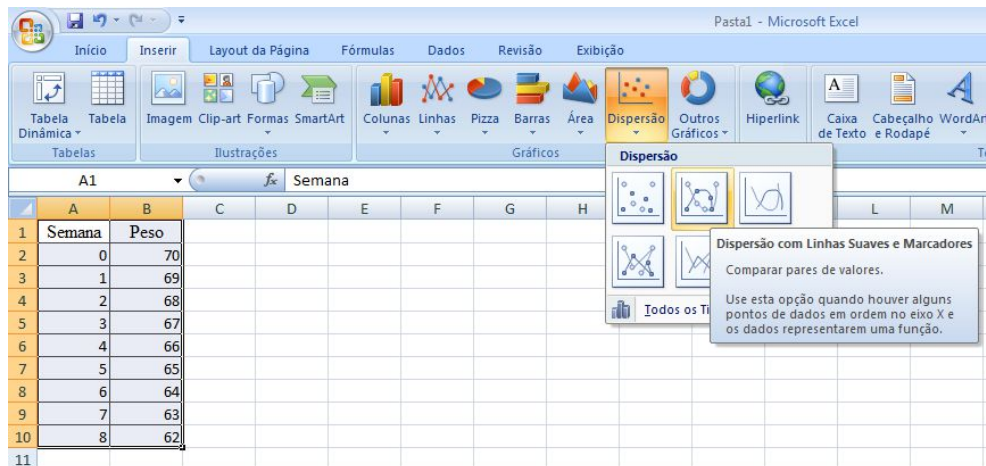 Pasta1 - Microsoft Excel
Início Inserir Layout da Página Fórmulas Dados Revisão Exibição
Tabela Dinâmica Tabela Imagem Clip-art Formas SmartArt Colunas Linhas Pizza Barras Área Dispersão Outros Gráficos Hiperlink Caixa de Texto Cabeçalho e Rodapé WordAr
Tabelas Ilustrações Gráficos
Dispersão
A1 fx Semana
A B C D E F G H L M
1 Semana Peso
2 0 70
3 1 69
4 2 68
5 3 67
6 4 66
7 5 65
8 6 64
9 7 63
10 8 62
11
Todos os Ti
Dispersão com Linhas Suaves e Marcadores
Comparar pares de valores.
Use esta opção quando houver alguns
pontos de dados em ordem no eixo X e
os dados representarem uma função.